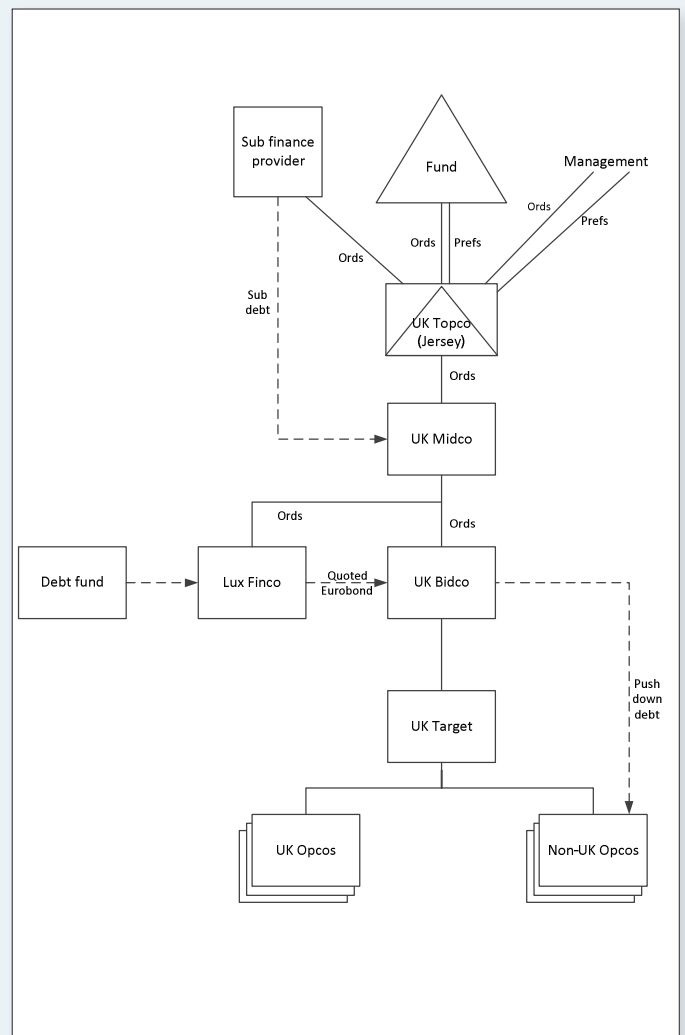 Sub finance
provider
Fund
Management
Ords
Prefs
Ords
Prefs
Ords
Sub
debt
UK Topco
(Jersey)
Ords
UK Midco
Ords
Ords
Debt fund
Lux Finco
Quoted
Eurobond
UK Bidco
Push
down
debt
UK Target
UK Opcos
Non-UK Opcos